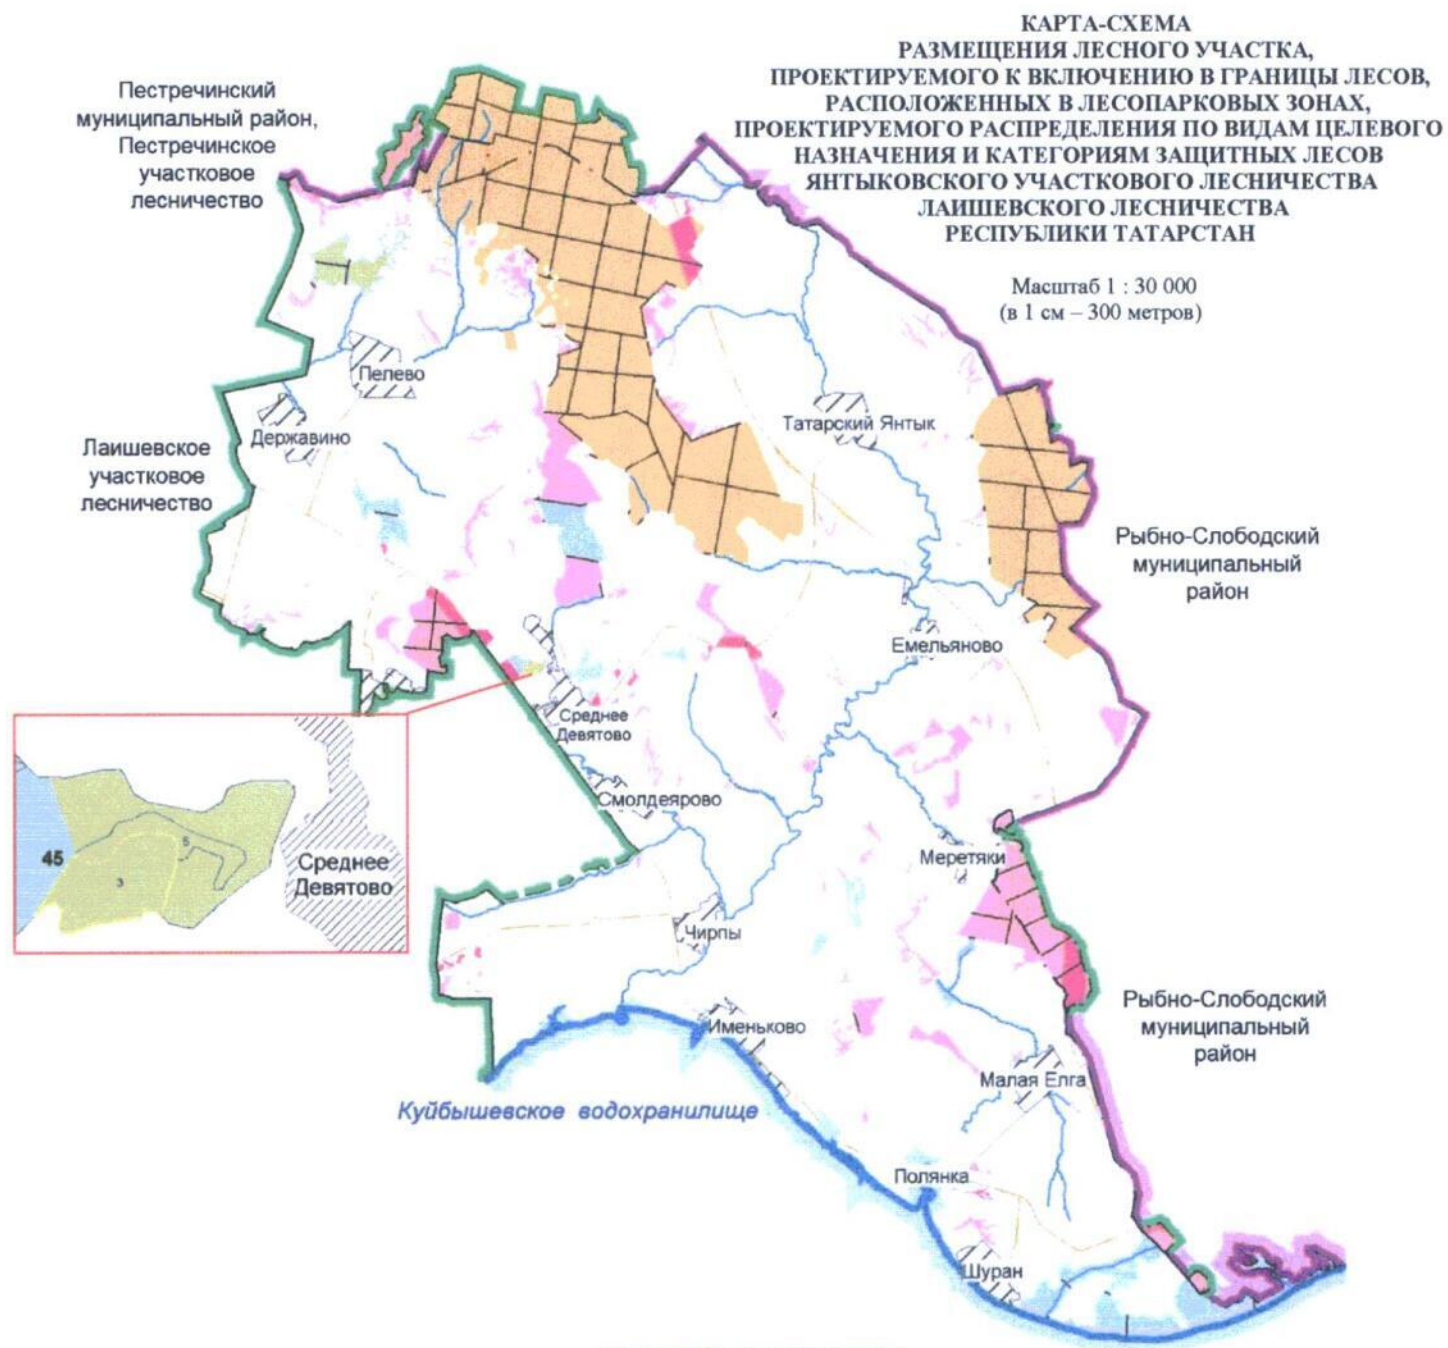 КАРТА-СХЕМА
РАЗМЕЩЕНИЯ ЛЕСНОГО УЧАСТКА,
ПРОЕКТИРУЕМОГО К ВКЛЮЧЕНИЮ В ГРАНИЦЫ ЛЕСОВ,
РАСПОЛОЖЕННЫХ В ЛЕСОПАРКОВЫХ ЗОНАХ,
ПРОЕКТИРУЕМОГО РАСПРЕДЕЛЕНИЯ ПО ВИДАМ ЦЕЛЕВОГО
НАЗНАЧЕНИЯ И КАТЕГОРИЯМ ЗАЩИТНЫХ ЛЕСОВ
ЯНТЫКОВСКОГО УЧАСТКОВОГО ЛЕСНИЧЕСТВА
ЛАИШЕВСКОГО ЛЕСНИЧЕСТВА
РЕСПУБЛИКИ ТАТАРСТАН
Масштаб 1 : 30 000
(в 1 см – 300 метров)
Пестречинский
муниципальный район,
Пестречинское
участковое
лесничество
Пелево
Державино
Татарский Янтык
Лаишевское
участковое
лесничество
Рыбно-Слободский
муниципальный
район
Емельяново
Среднее
Девятово
Смолдеярово
45
5
3
Среднее
Девятово
Меретяки
Чирпы
Именьково
Рыбно-Слободский
муниципальный
район
Малая Елга
Куйбышевское водохранилище
Полянка
Шуран